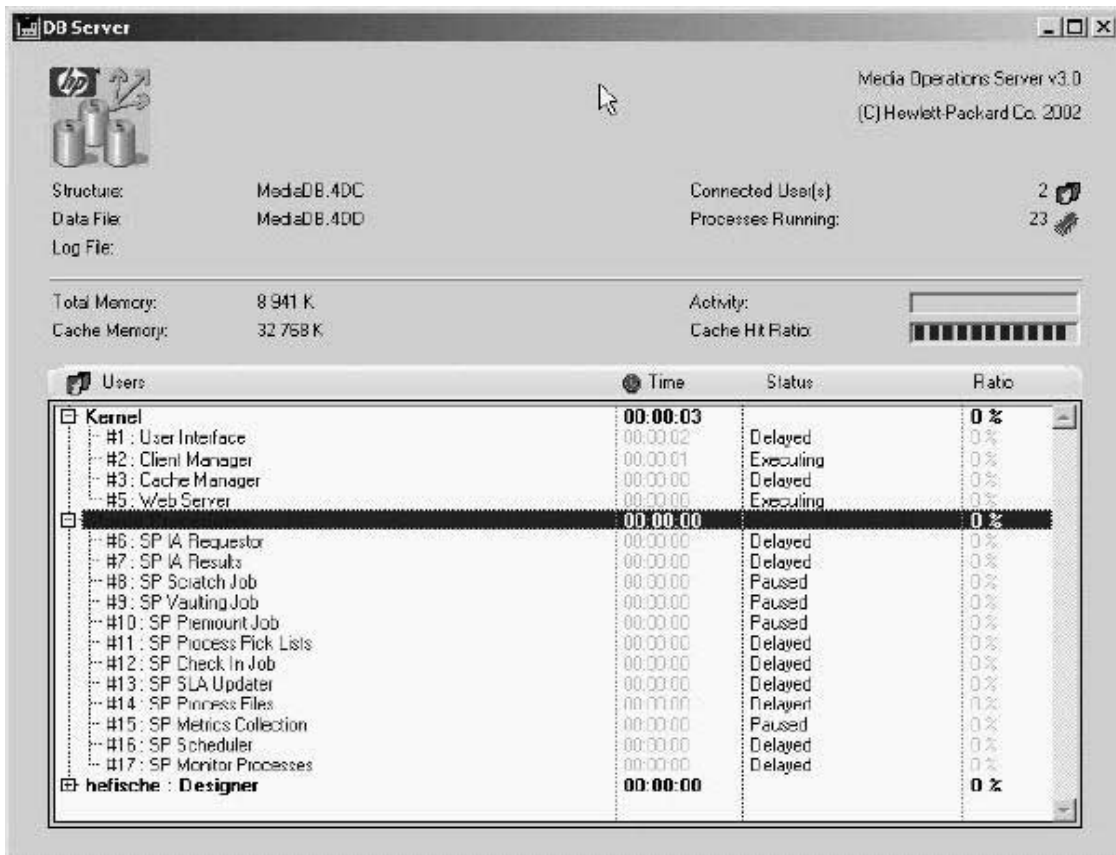 DB Server
hp
Media Operations Server v3.0
(C) Hewlett-Packard Co. 2002
Structure: MediaDB.4DC
Connected User(s): 2
Data File: MediaDB.4DD
Processes Running: 23
Log File:
Total Memory: 8 941 K
Activity:
Cache Memory: 32 768 K
Cache Hit Ratio:
Users Time Status Ratio
Kernel 00:00:03 0 %
#1 : User Interface 00:00:02 Delayed 0 %
#2 : Client Manager 00:00:01 Executing 0 %
#3 : Cache Manager 00:00:00 Delayed 0 %
#5 : Web Server 00:00:00 Executing 0 %
00:00:00 0 %
#6 : SP IA Requestor 00:00:00 Delayed 0 %
#7 : SP IA Results 00:00:00 Delayed 0 %
#8 : SP Scratch Job 00:00:00 Paused 0 %
#9 : SP Vaulting Job 00:00:00 Paused 0 %
#10 : SP Premount Job 00:00:00 Paused 0 %
#11 : SP Process Pick Lists 00:00:00 Delayed 0 %
#12 : SP Check In Job 00:00:00 Delayed 0 %
#13 : SP SLA Updater 00:00:00 Delayed 0 %
#14 : SP Process Files 00:00:00 Delayed 0 %
#15 : SP Metrics Collection 00:00:00 Paused 0 %
#16 : SP Scheduler 00:00:00 Delayed 0 %
#17 : SP Monitor Processes 00:00:00 Delayed 0 %
hefische : Designer 00:00:00 0 %